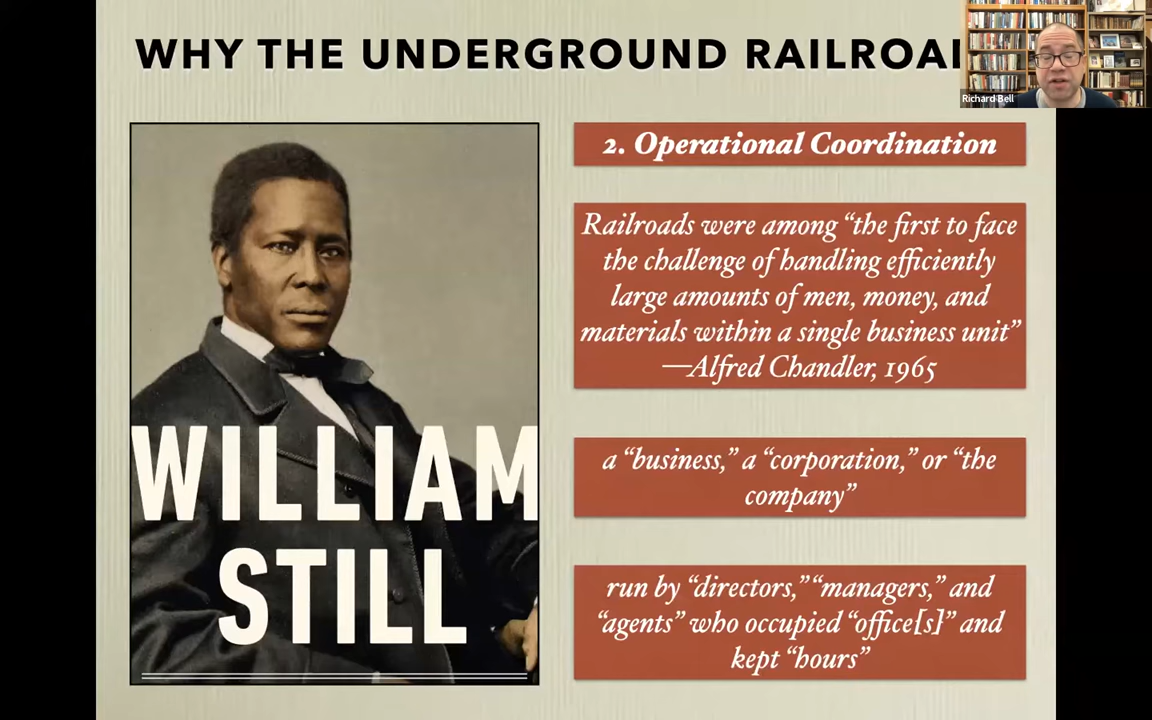 WHY THE UNDERGROUND RAILROA
Richard Bell
2. Operational Coordination
Railroads were among “the first to face
the challenge of handling efficiently
large amounts of men, money, and
materials within a single business unit”
—Alfred Chandler, 1965
a “business,” a “corporation,” or “the
company”
run by “directors,” “managers,” and
“agents” who occupied “office[s]” and
kept “hours”
WILLIAM
STILL